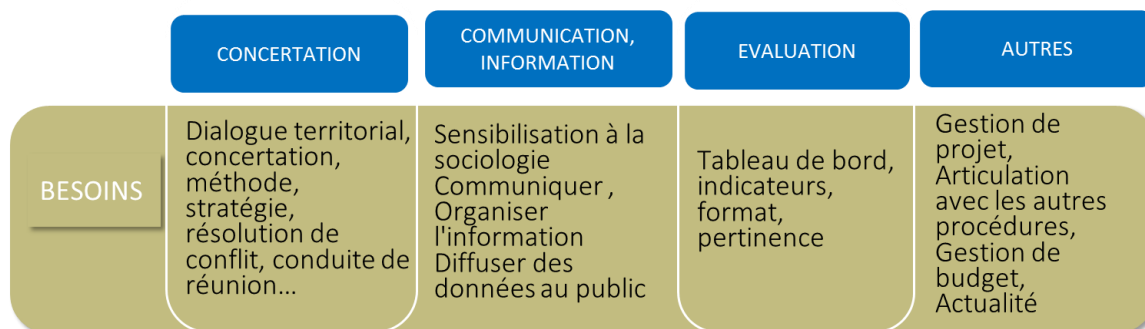 CONCERTATION
COMMUNICATION,
INFORMATION
EVALUATION
AUTRES
BESOINS
Dialogue territorial,
concertation,
méthode,
stratégie,
résolution de
conflit, conduite de
réunion...
Sensibilisation à la
sociologie
Communiquer ,
Organiser
l'information
Diffuser des
données au public
Tableau de bord,
indicateurs,
format,
pertinence
Gestion de
projet,
Articulation
avec les autres
procédures,
Gestion de
budget,
Actualité